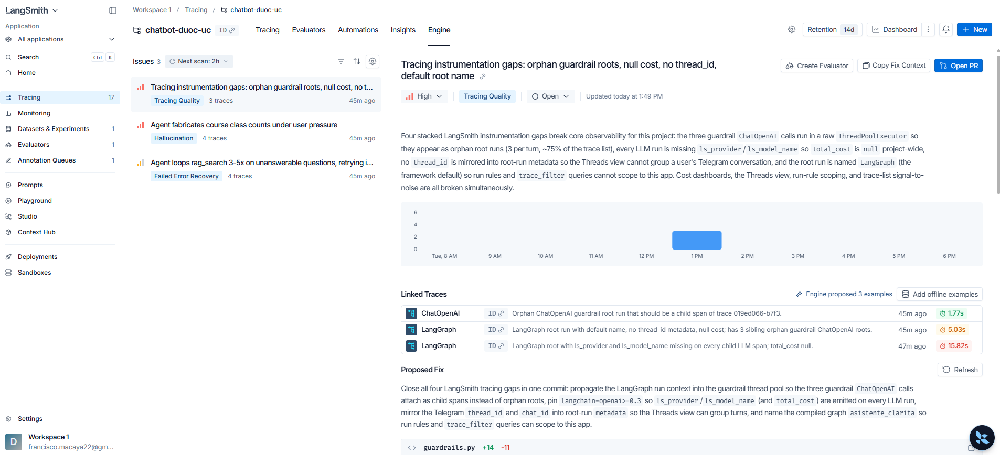 LangSmith
Application
All applications
Search
Ctrl K
Home
Tracing 17
Monitoring
Datasets & Experiments 1
Evaluators 1
Annotation Queues 1
Prompts
Playground
Studio
Context Hub
Deployments
Sandboxes
Settings
D
Workspace 1
francisco.macaya22@gm...
Workspace 1 / Tracing / chatbot-duoc-uc
chatbot-duoc-uc ID
Tracing Evaluators Automations Insights Engine
Retention 14d Dashboard + New
Issues 3 Next scan: 2h
Tracing instrumentation gaps: orphan guardrail roots, null cost, no t...
Tracing Quality 3 traces 45m ago
Agent fabricates course class counts under user pressure
Hallucination 4 traces 45m ago
Agent loops rag_search 3-5x on unanswerable questions, retrying i...
Failed Error Recovery 4 traces 45m ago
Tracing instrumentation gaps: orphan guardrail roots, null cost, no thread_id,
default root name
Create Evaluator Copy Fix Context Open PR
High Tracing Quality Open Updated today at 1:49 PM
Four stacked LangSmith instrumentation gaps break core observability for this project: the three guardrail ChatOpenAI calls run in a raw ThreadPoolExecutor so
they appear as orphan root runs (3 per turn, ~75% of the trace list), every LLM run is missing ls_provider / ls_model_name so total_cost is null project-wide,
no thread_id is mirrored into root-run metadata so the Threads view cannot group a user's Telegram conversation, and the root run is named LangGraph (the
framework default) so run rules and trace_filter queries cannot scope to this app. Cost dashboards, the Threads view, run-rule scoping, and trace-list signal-to-
noise are all broken simultaneously.
6
4
2
0
Tue, 8 AM 9 AM 10 AM 11 AM 12 PM 1 PM 2 PM 3 PM 4 PM 5 PM 6 PM
Linked Traces Engine proposed 3 examples Add offline examples
ChatOpenAI ID Orphan ChatOpenAI guardrail root run that should be a child span of trace 019ed066-b7f3. 45m ago 1.77s
LangGraph ID LangGraph root run with default name, no thread_id metadata, null cost; has 3 sibling orphan guardrail ChatOpenAI roots. 45m ago 5.03s
LangGraph ID LangGraph root with ls_provider and ls_model_name missing on every child LLM span; total_cost null. 47m ago 15.82s
Proposed Fix Refresh
Close all four LangSmith tracing gaps in one commit: propagate the LangGraph run context into the guardrail thread pool so the three guardrail ChatOpenAI calls
attach as child spans instead of orphan roots, pin langchain-openai>=0.3 so ls_provider / ls_model_name (and total_cost ) are emitted on every LLM run,
mirror the Telegram thread_id and chat_id into root-run metadata so the Threads view can group turns, and name the compiled graph asistente_clarita so
run rules and trace_filter queries can scope to this app.
<> guardrails.py +14 -11